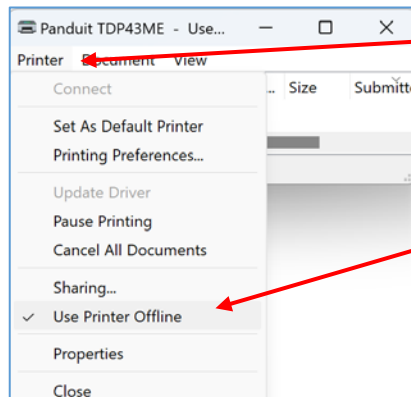 Panduit TDP43ME - Use...
Printer Document View
... Size Submitte
Connect
Set As Default Printer
Printing Preferences...
Update Driver
Pause Printing
Cancel All Documents
Sharing...
Use Printer Offline
Properties
Close